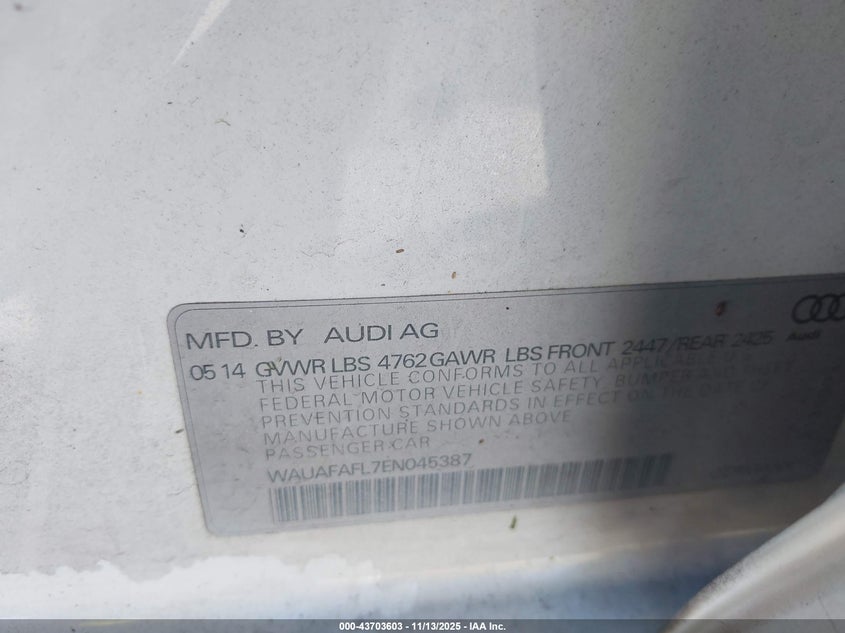 MFD. BY AUDI AG
05 14 GVWR LBS 4762 GAWR LBS FRONT 2447/REAR 2425
THIS VEHICLE CONFORMS TO ALL APPLICABLE
FEDERAL MOTOR VEHICLE SAFETY, BUMPER AND THEFT
PREVENTION STANDARDS IN EFFECT ON THE DATE OF
MANUFACTURE SHOWN ABOVE
PASSENGER CAR
WAUAFAFL7EN045387
Audi
000-43703603 - 11/13/2025 - IAA Inc.